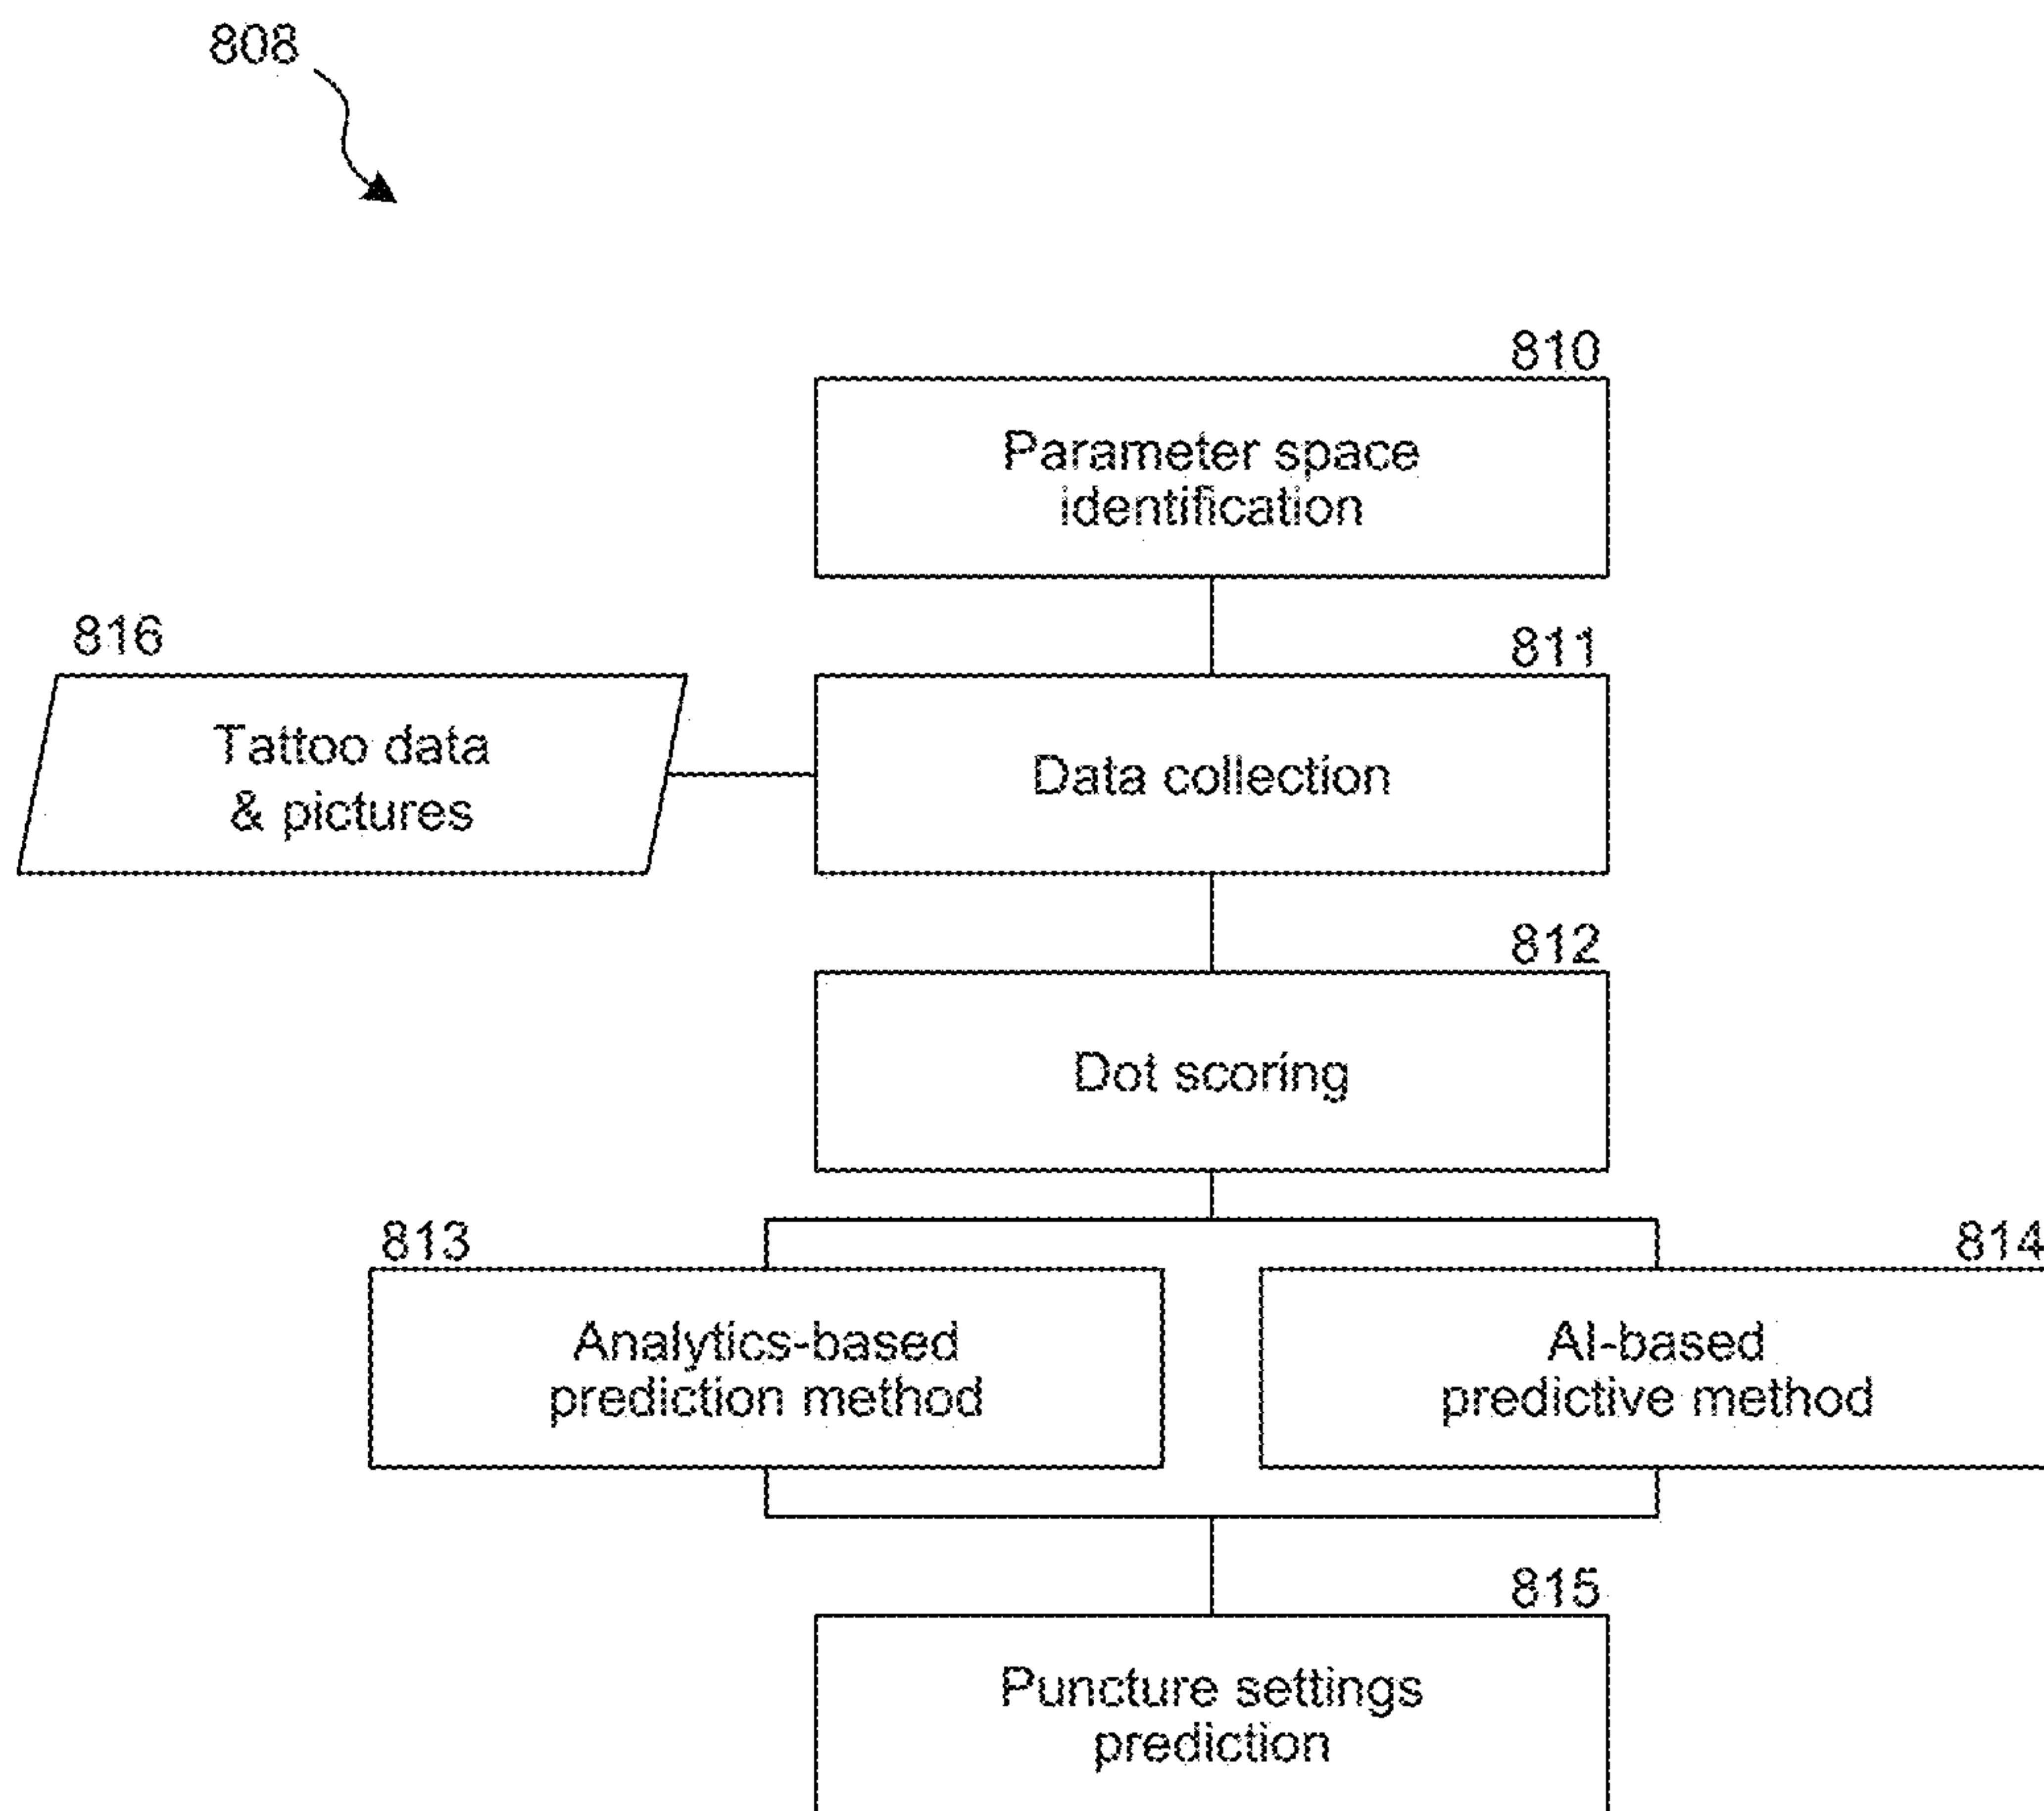 808
810
Parameter space
identification
816
811
Tattoo data
& pictures
Data collection
812
Dot scoring
813
814
Analytics-based
prediction method
AI-based
predictive method
815
Puncture settings
prediction